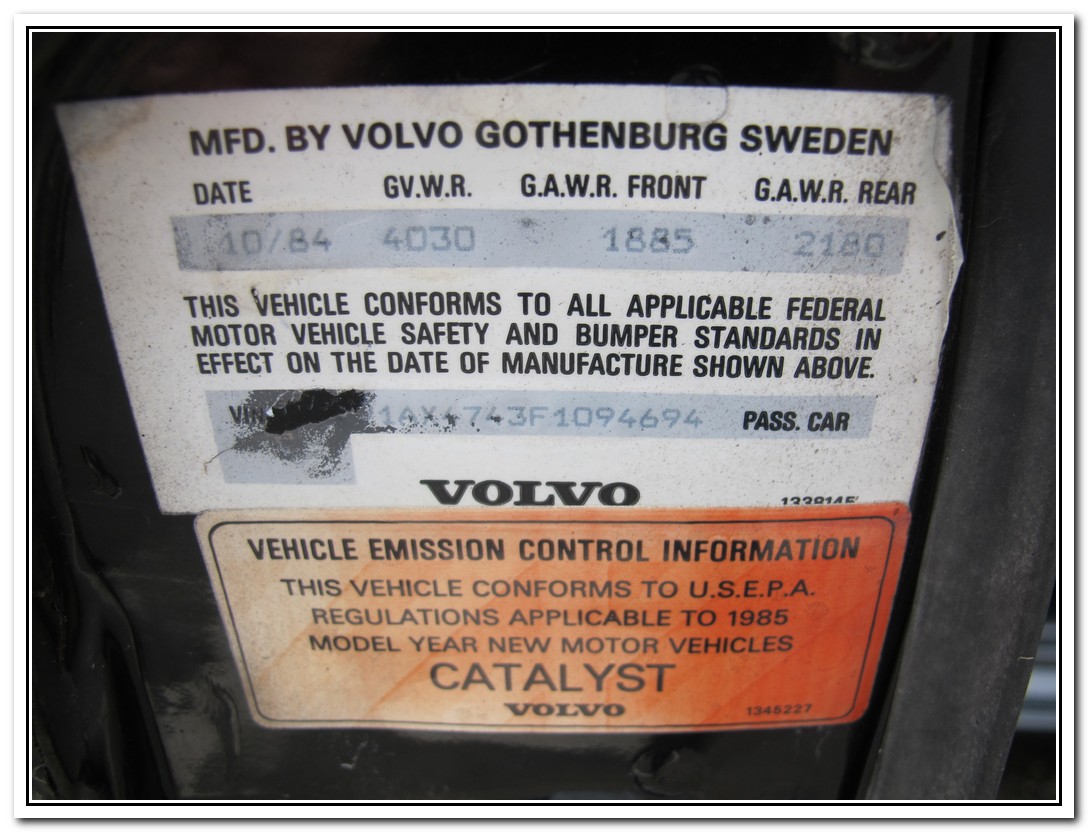 MFD. BY VOLVO GOTHENBURG SWEDEN
DATE GV.W.R. G.A.W.R. FRONT G.A.W.R. REAR
10/84 4030 1885 2180
THIS VEHICLE CONFORMS TO ALL APPLICABLE FEDERAL
MOTOR VEHICLE SAFETY AND BUMPER STANDARDS IN
EFFECT ON THE DATE OF MANUFACTURE SHOWN ABOVE.
VIN PASS. CAR
VOLVO 1338145
VEHICLE EMISSION CONTROL INFORMATION
THIS VEHICLE CONFORMS TO U.S.E.P.A.
REGULATIONS APPLICABLE TO 1985
MODEL YEAR NEW MOTOR VEHICLES
CATALYST
VOLVO 1345227